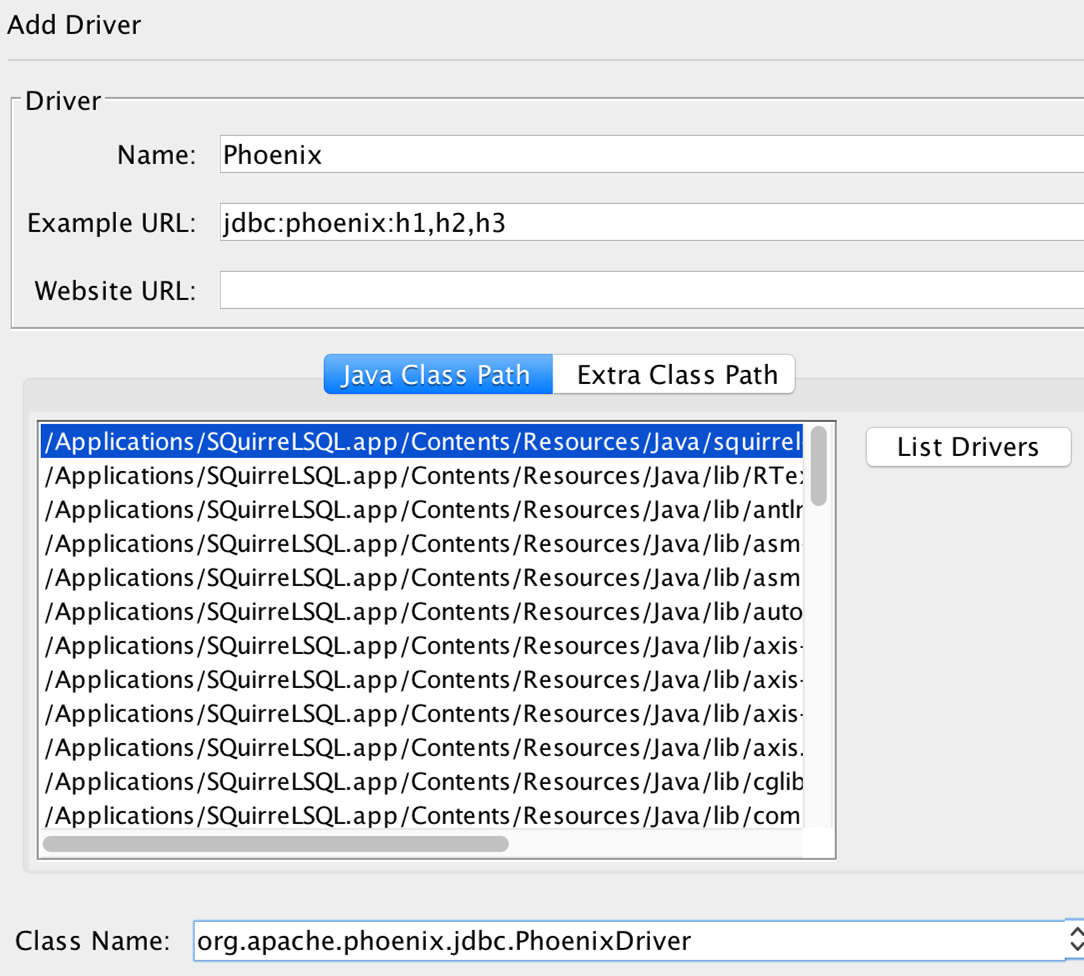 Add Driver
Driver
Name: Phoenix
Example URL: jdbc:phoenix:h1,h2,h3
Website URL:
Java Class Path Extra Class Path
/Applications/SQuirreLSQL.app/Contents/Resources/Java/squirrel-
List Drivers
/Applications/SQuirreLSQL.app/Contents/Resources/Java/lib/RTex
/Applications/SQuirreLSQL.app/Contents/Resources/Java/lib/antlr
/Applications/SQuirreLSQL.app/Contents/Resources/Java/lib/asm-
/Applications/SQuirreLSQL.app/Contents/Resources/Java/lib/asm
/Applications/SQuirreLSQL.app/Contents/Resources/Java/lib/auto
/Applications/SQuirreLSQL.app/Contents/Resources/Java/lib/axis-
/Applications/SQuirreLSQL.app/Contents/Resources/Java/lib/axis-
/Applications/SQuirreLSQL.app/Contents/Resources/Java/lib/axis-
/Applications/SQuirreLSQL.app/Contents/Resources/Java/lib/axis.
/Applications/SQuirreLSQL.app/Contents/Resources/Java/lib/cglib
/Applications/SQuirreLSQL.app/Contents/Resources/Java/lib/com
Class Name: org.apache.phoenix.jdbc.PhoenixDriver